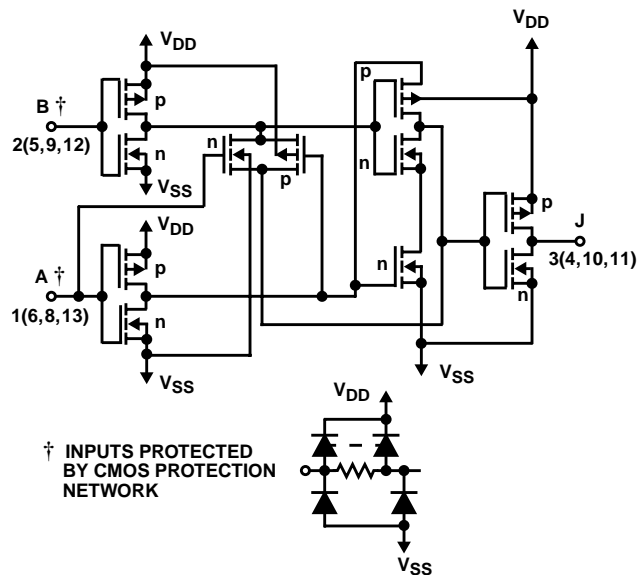 VDD
B †
p
2(5,9,12)
n
VSS
VDD
A †
p
1(6,8,13)
n
VSS
n
p
p
n
n
VSS
VDD
p
J
3(4,10,11)
n
† INPUTS PROTECTED
BY CMOS PROTECTION
NETWORK
VDD
VSS